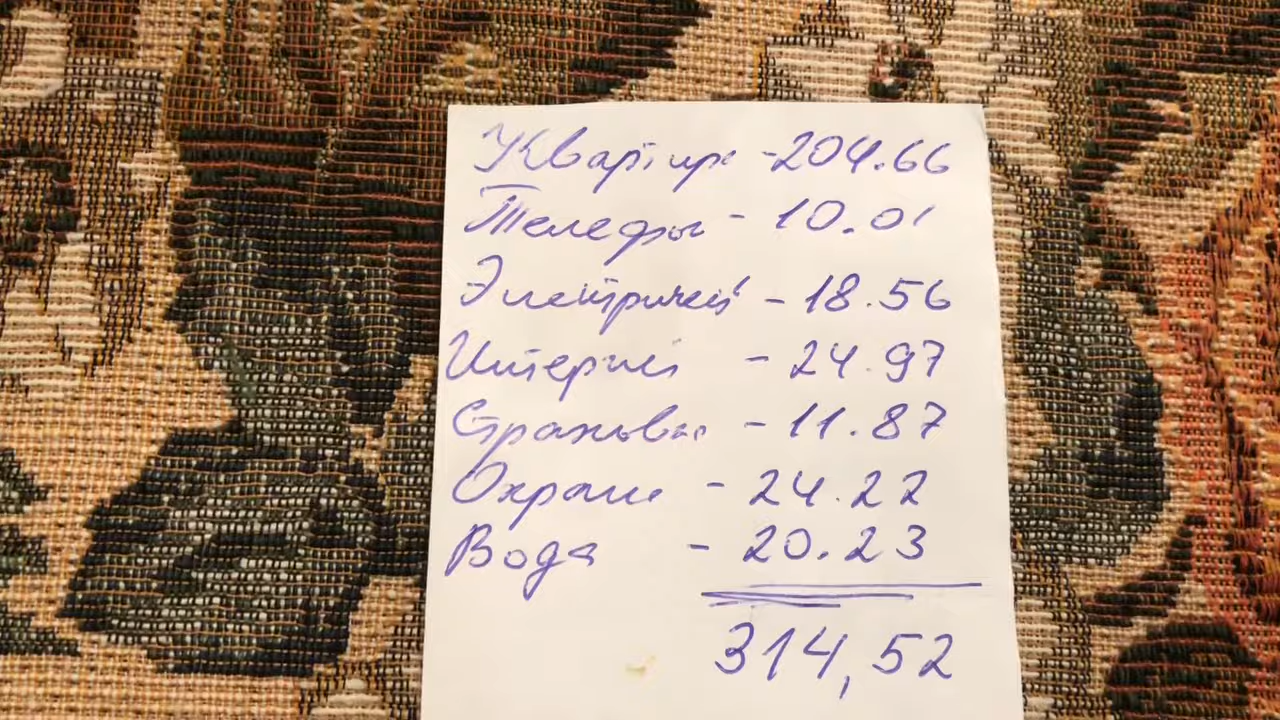 Квартира - 204.66
Телефон - 10.01
Электричес - 18.56
Интернет - 24.97
Страховка - 11.87
Охрана - 24.22
Вода - 20.23
314,52